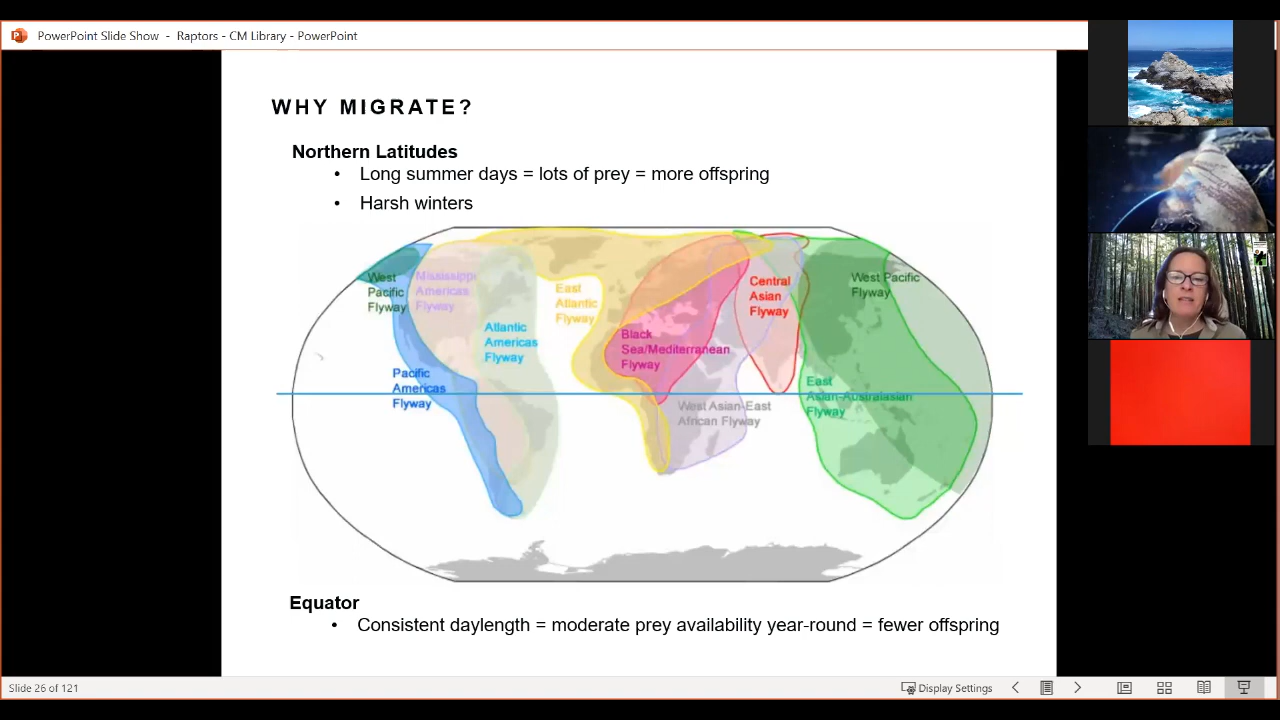 PowerPoint Slide Show - Raptors - CM Library - PowerPoint
WHY MIGRATE?
Northern Latitudes
• Long summer days = lots of prey = more offspring
• Harsh winters
West
Pacific
Flyway
Mississippi
Americas
Flyway
Atlantic
Americas
Flyway
Pacific
Americas
Flyway
East
Atlantic
Flyway
Black
Sea/Mediterranean
Flyway
West Asian-East
African Flyway
Central
Asian
Flyway
West Pacific
Flyway
East
Asian-Australasian
Flyway
Equator
• Consistent daylength = moderate prey availability year-round = fewer offspring
Slide 26 of 121
Display Settings